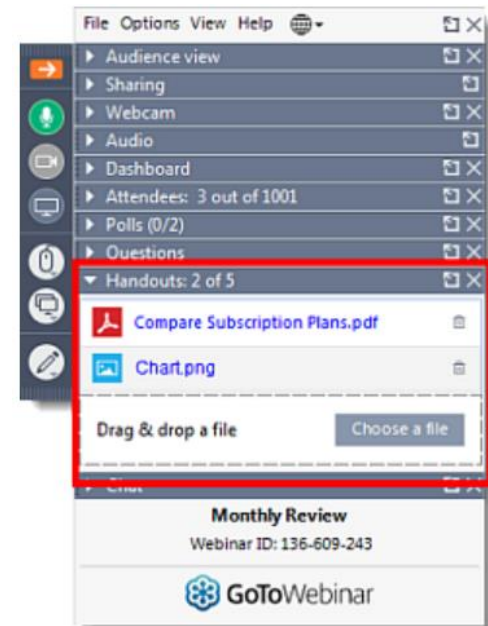 File Options View Help
Audience view
Sharing
Webcam
Audio
Dashboard
Attendees: 3 out of 1001
Polls (0/2)
Questions
Handouts: 2 of 5
Compare Subscription Plans.pdf
Chart.png
Drag & drop a file
Choose a file
Chat
Monthly Review
Webinar ID: 136-609-243
GoToWebinar